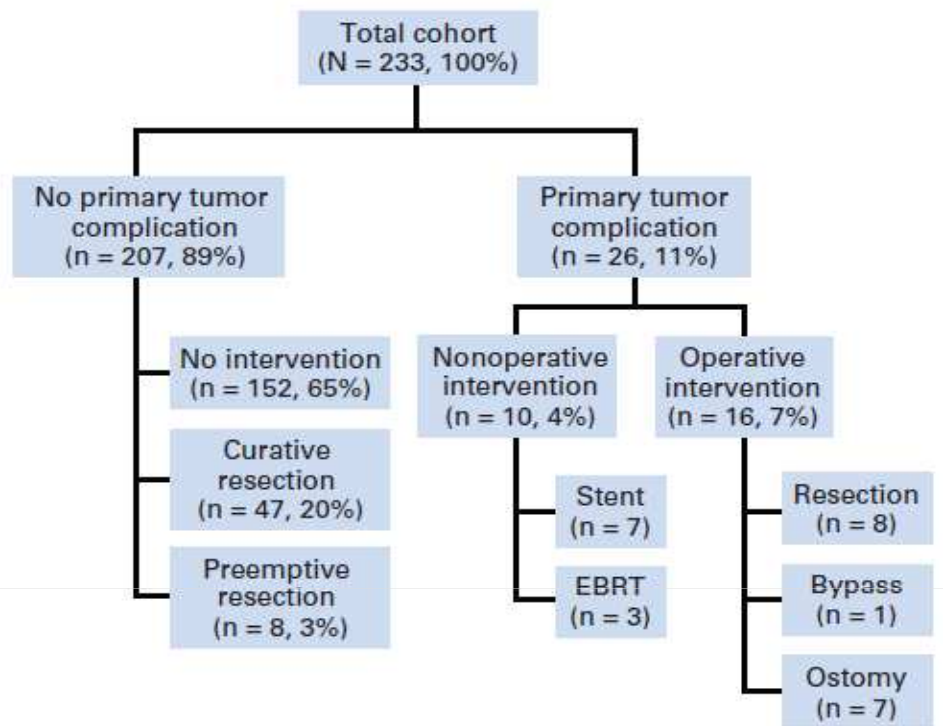 Total cohort
(N = 233, 100%)
No primary tumor
complication
(n = 207, 89%)
Primary tumor
complication
(n = 26, 11%)
No intervention
(n = 152, 65%)
Curative
resection
(n = 47, 20%)
Preemptive
resection
(n = 8, 3%)
Nonoperative
intervention
(n = 10, 4%)
Stent
(n = 7)
EBRT
(n = 3)
Operative
intervention
(n = 16, 7%)
Resection
(n = 8)
Bypass
(n = 1)
Ostomy
(n = 7)